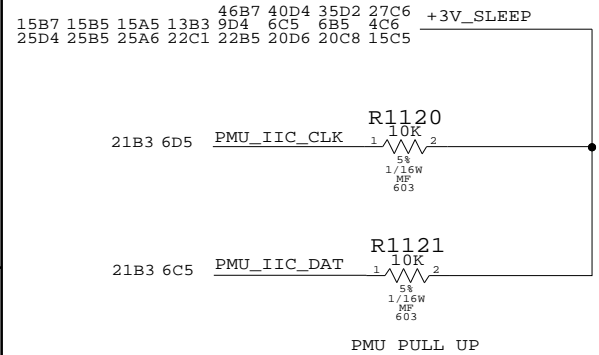 46B7 40D4 35D2 27C6
15B7 15B5 15A5 13B3 9D4 6C5 6B5 4C6 +3V_SLEEP
25D4 25B5 25A6 22C1 22B5 20D6 20C8 15C5
R1120
10K
21B3 6D5 PMU_IIC_CLK 1 2
5%
1/16W
MF
603
R1121
10K
21B3 6C5 PMU_IIC_DAT 1 2
5%
1/16W
MF
603
PMU PULL UP